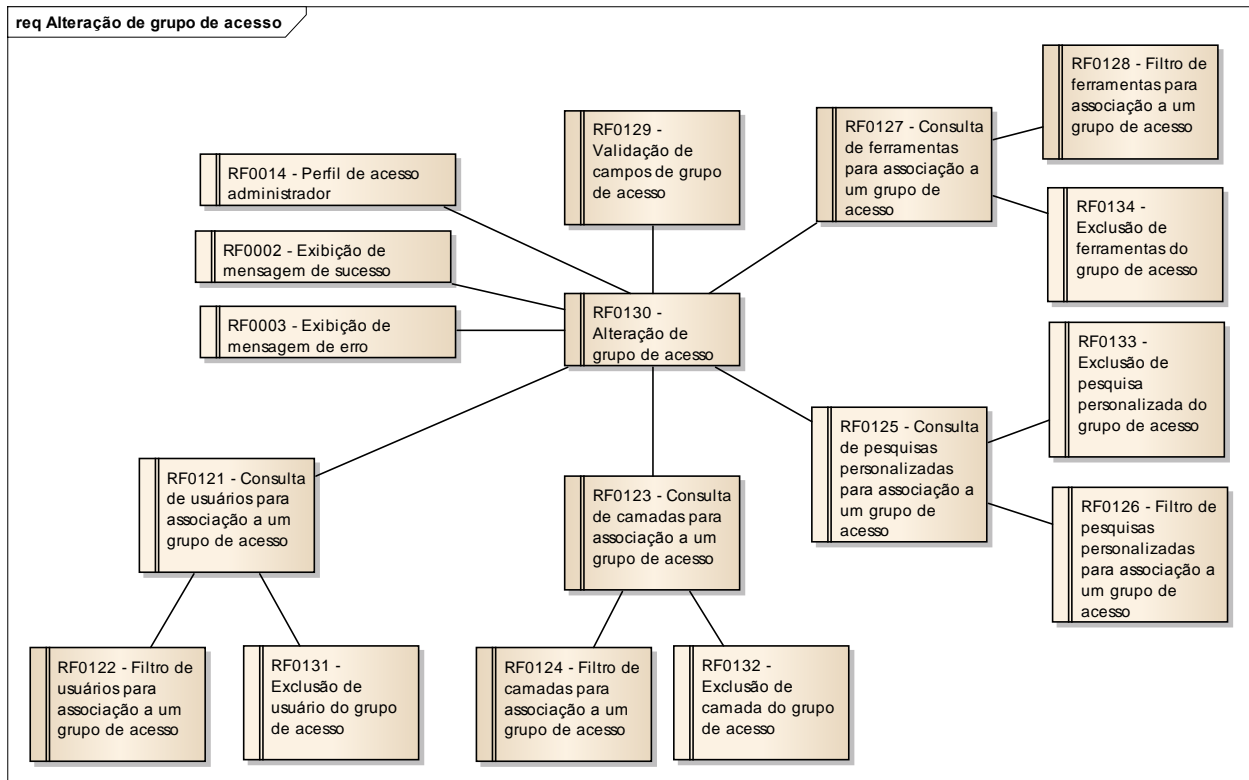 req Alteração de grupo de acesso
RF0128 - Filtro de
ferramentas para
associação a um
grupo de acesso
RF0127 - Consulta
de ferramentas
para associação a
um grupo de
acesso
RF0129 -
Validação de
campos de grupo
de acesso
RF0014 - Perfil de acesso
administrador
RF0134 -
Exclusão de
ferramentas do
grupo de acesso
RF0002 - Exibição de
mensagem de sucesso
RF0130 -
Alteração de
grupo de acesso
RF0003 - Exibição de
mensagem de erro
RF0133 -
Exclusão de
pesquisa
personalizada do
grupo de acesso
RF0125 - Consulta
de pesquisas
personalizadas
para associação a
um grupo de
acesso
RF0121 - Consulta
de usuários para
associação a um
grupo de acesso
RF0123 - Consulta
de camadas para
associação a um
grupo de acesso
RF0126 - Filtro de
pesquisas
personalizadas
para associação a
um grupo de
acesso
RF0122 - Filtro de
usuários para
associação a um
grupo de acesso
RF0131 -
Exclusão de
usuário do grupo
de acesso
RF0124 - Filtro de
camadas para
associação a um
grupo de acesso
RF0132 -
Exclusão de
camada do grupo
de acesso